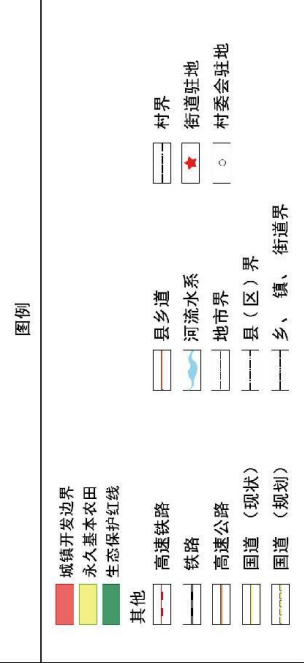 图例
城镇开发边界
永久基本农田
生态保护红线
其他
高速铁路
铁路
高速公路
国道（现状）
国道（规划）
县乡道
河流水系
地市界
县（区）界
乡、镇、街道界
村界
街道驻地
村委会驻地